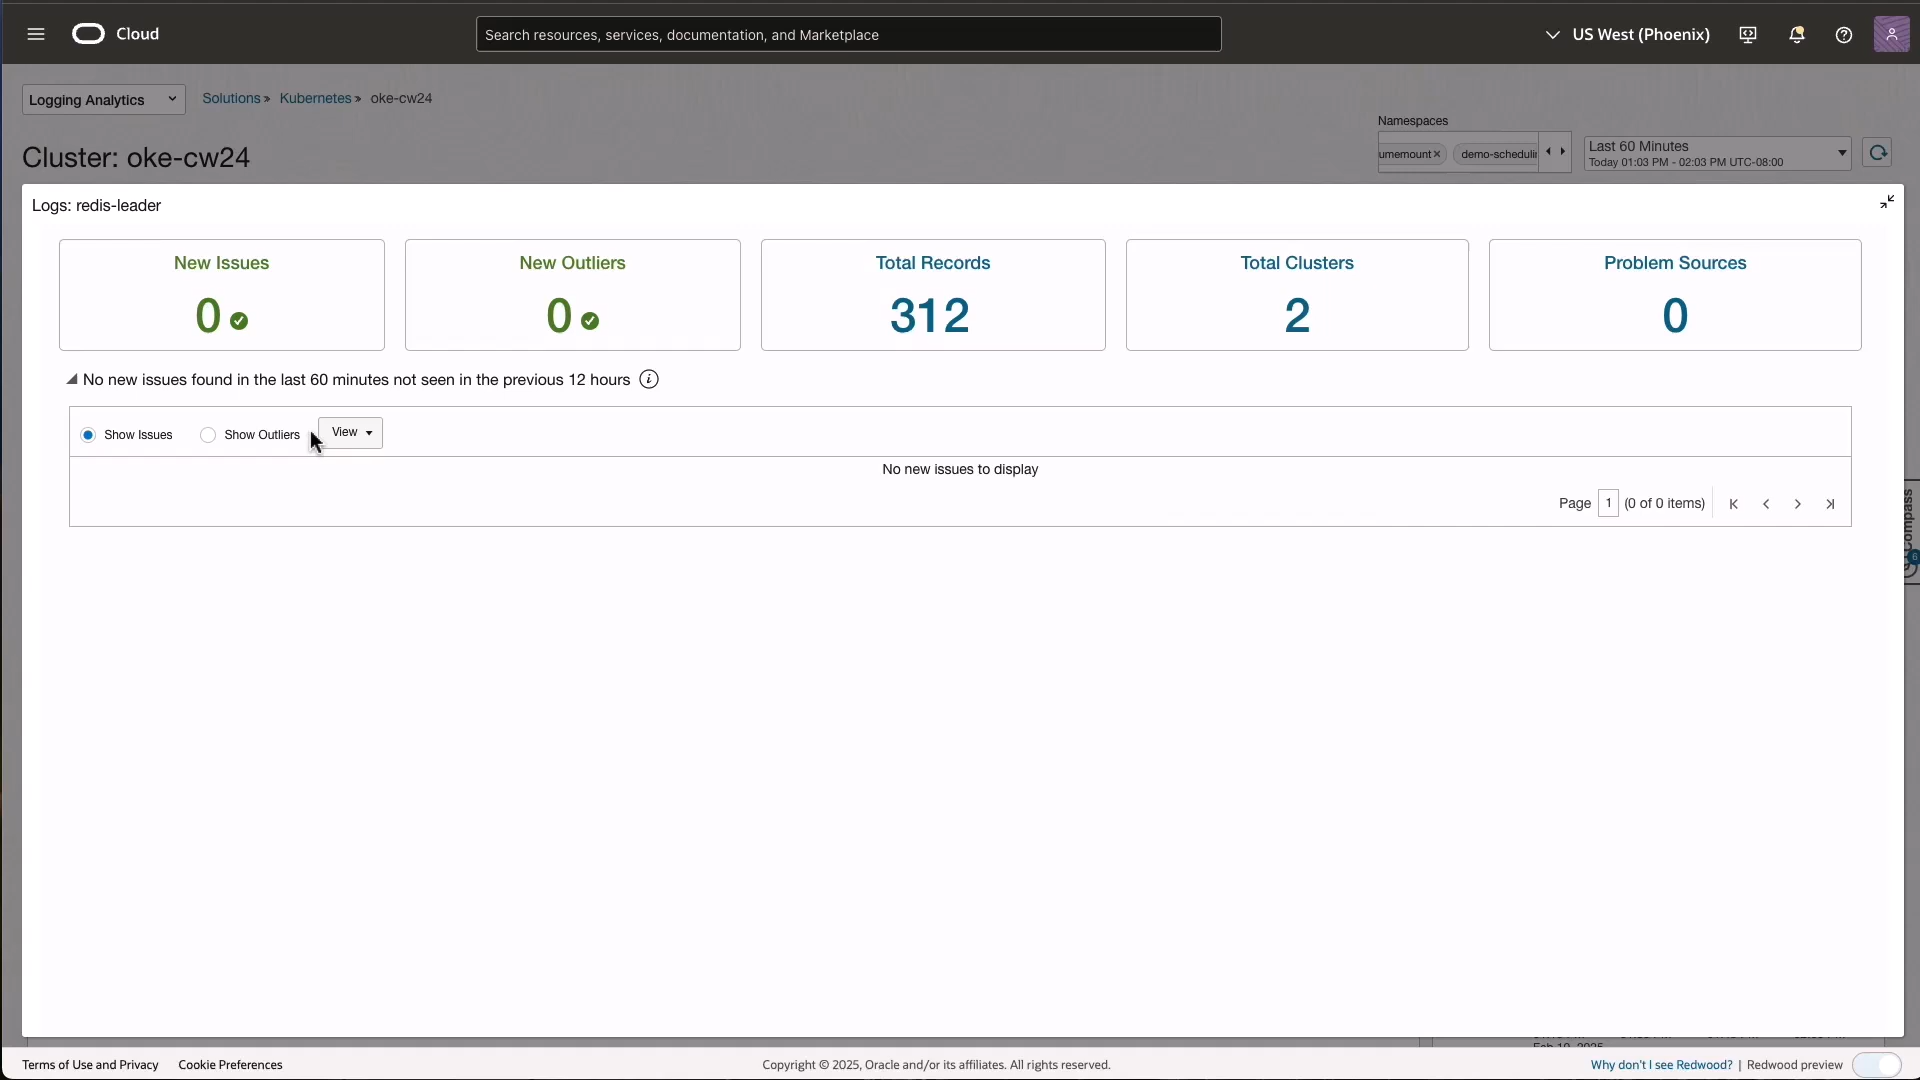 Cloud
Search resources, services, documentation, and Marketplace
US West (Phoenix)
Logging Analytics
Solutions » Kubernetes » oke-cw24
Namespaces
Cluster: oke-cw24
umemount× demo-schedulin
Last 60 Minutes
Today 01:03 PM - 02:03 PM UTC-08:00
Logs: redis-leader
New Issues
0
New Outliers
0
Total Records
312
Total Clusters
2
Problem Sources
0
No new issues found in the last 60 minutes not seen in the previous 12 hours
Show Issues Show Outliers View
No new issues to display
Page 1 (0 of 0 items)
Compass
6
Terms of Use and Privacy Cookie Preferences
Copyright © 2025, Oracle and/or its affiliates. All rights reserved.
Why don't I see Redwood? | Redwood preview